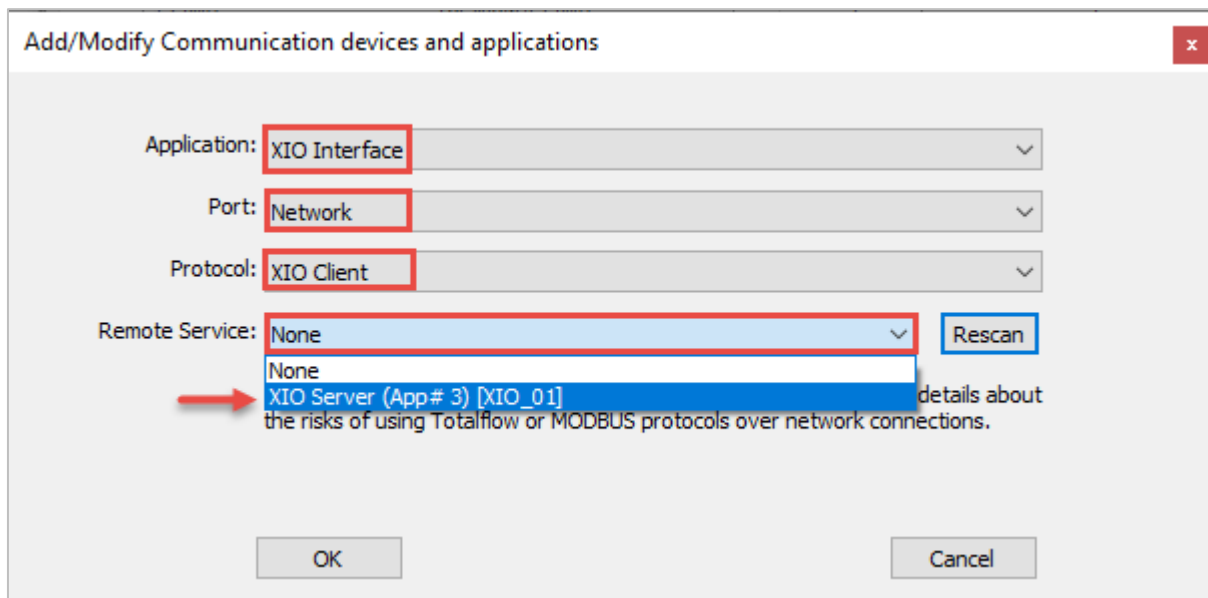 Add/Modify Communication devices and applications
x
Application: XIO Interface
Port: Network
Protocol: XIO Client
Remote Service: None Rescan
None
XIO Server (App# 3) [XIO_01] details about
the risks of using Totalflow or MODBUS protocols over network connections.
OK Cancel